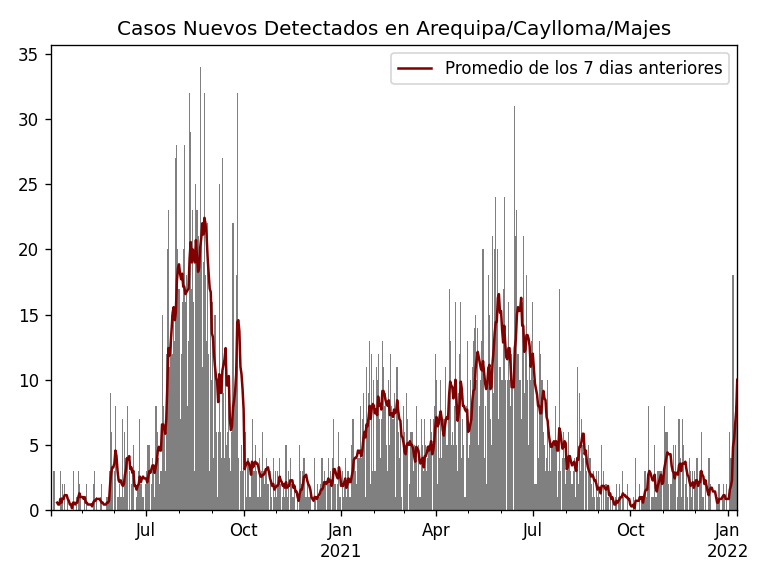 Casos Nuevos Detectados en Arequipa/Caylloma/Majes
Promedio de los 7 dias anteriores
35
30
25
20
15
10
5
0
Jul
Oct
Jan
2021
Apr
Jul
Oct
Jan
2022